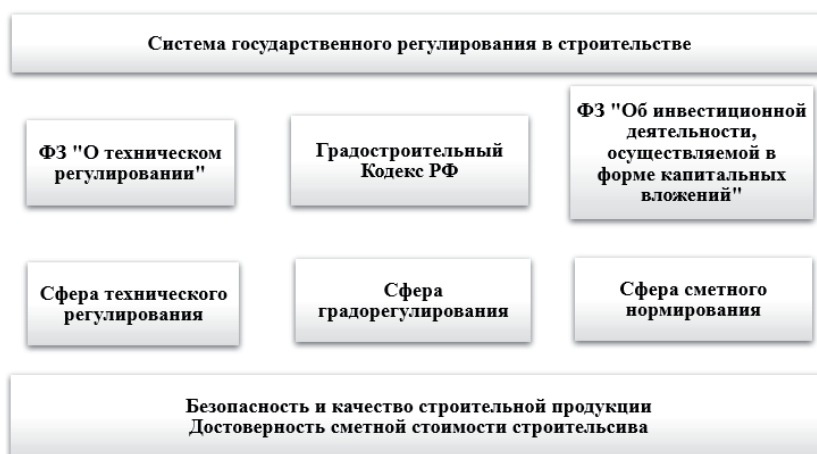 Система государственного регулирования в строительстве
ФЗ "О техническом
регулировании"
Градостроительный
Кодекс РФ
ФЗ "Об инвестиционной
деятельности,
осуществляемой в
форме капитальных
вложений"
Сфера технического
регулирования
Сфера
градорегулирования
Сфера сметного
нормирования
Безопасность и качество строительной продукции
Достоверность сметной стоимости строительсива